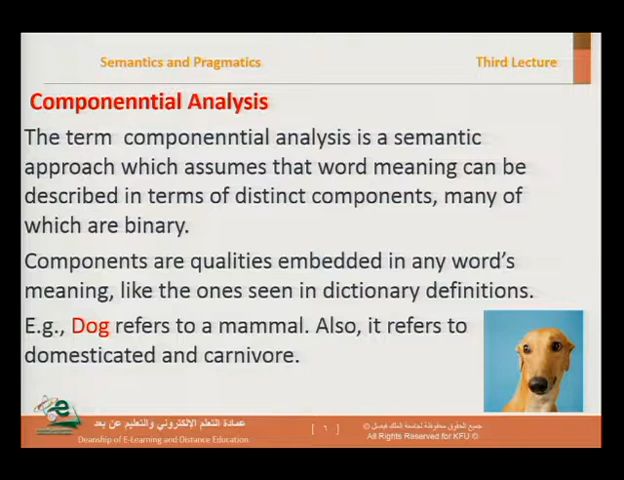 Semantics and Pragmatics
Third Lecture
Componenntial Analysis
The term componenntial analysis is a semantic
approach which assumes that word meaning can be
described in terms of distinct components, many of
which are binary.
Components are qualities embedded in any word's
meaning, like the ones seen in dictionary definitions.
E.g., Dog refers to a mammal. Also, it refers to
domesticated and carnivore.
عمادة التعلم الإلكتروني والتعليم عن بعد
Deanship of E-Learning and Distance Education
[ ٦ ]
جميع الحقوق محفوظة لجامعة الملك فيصل ©
All Rights Reserved for KFU ©